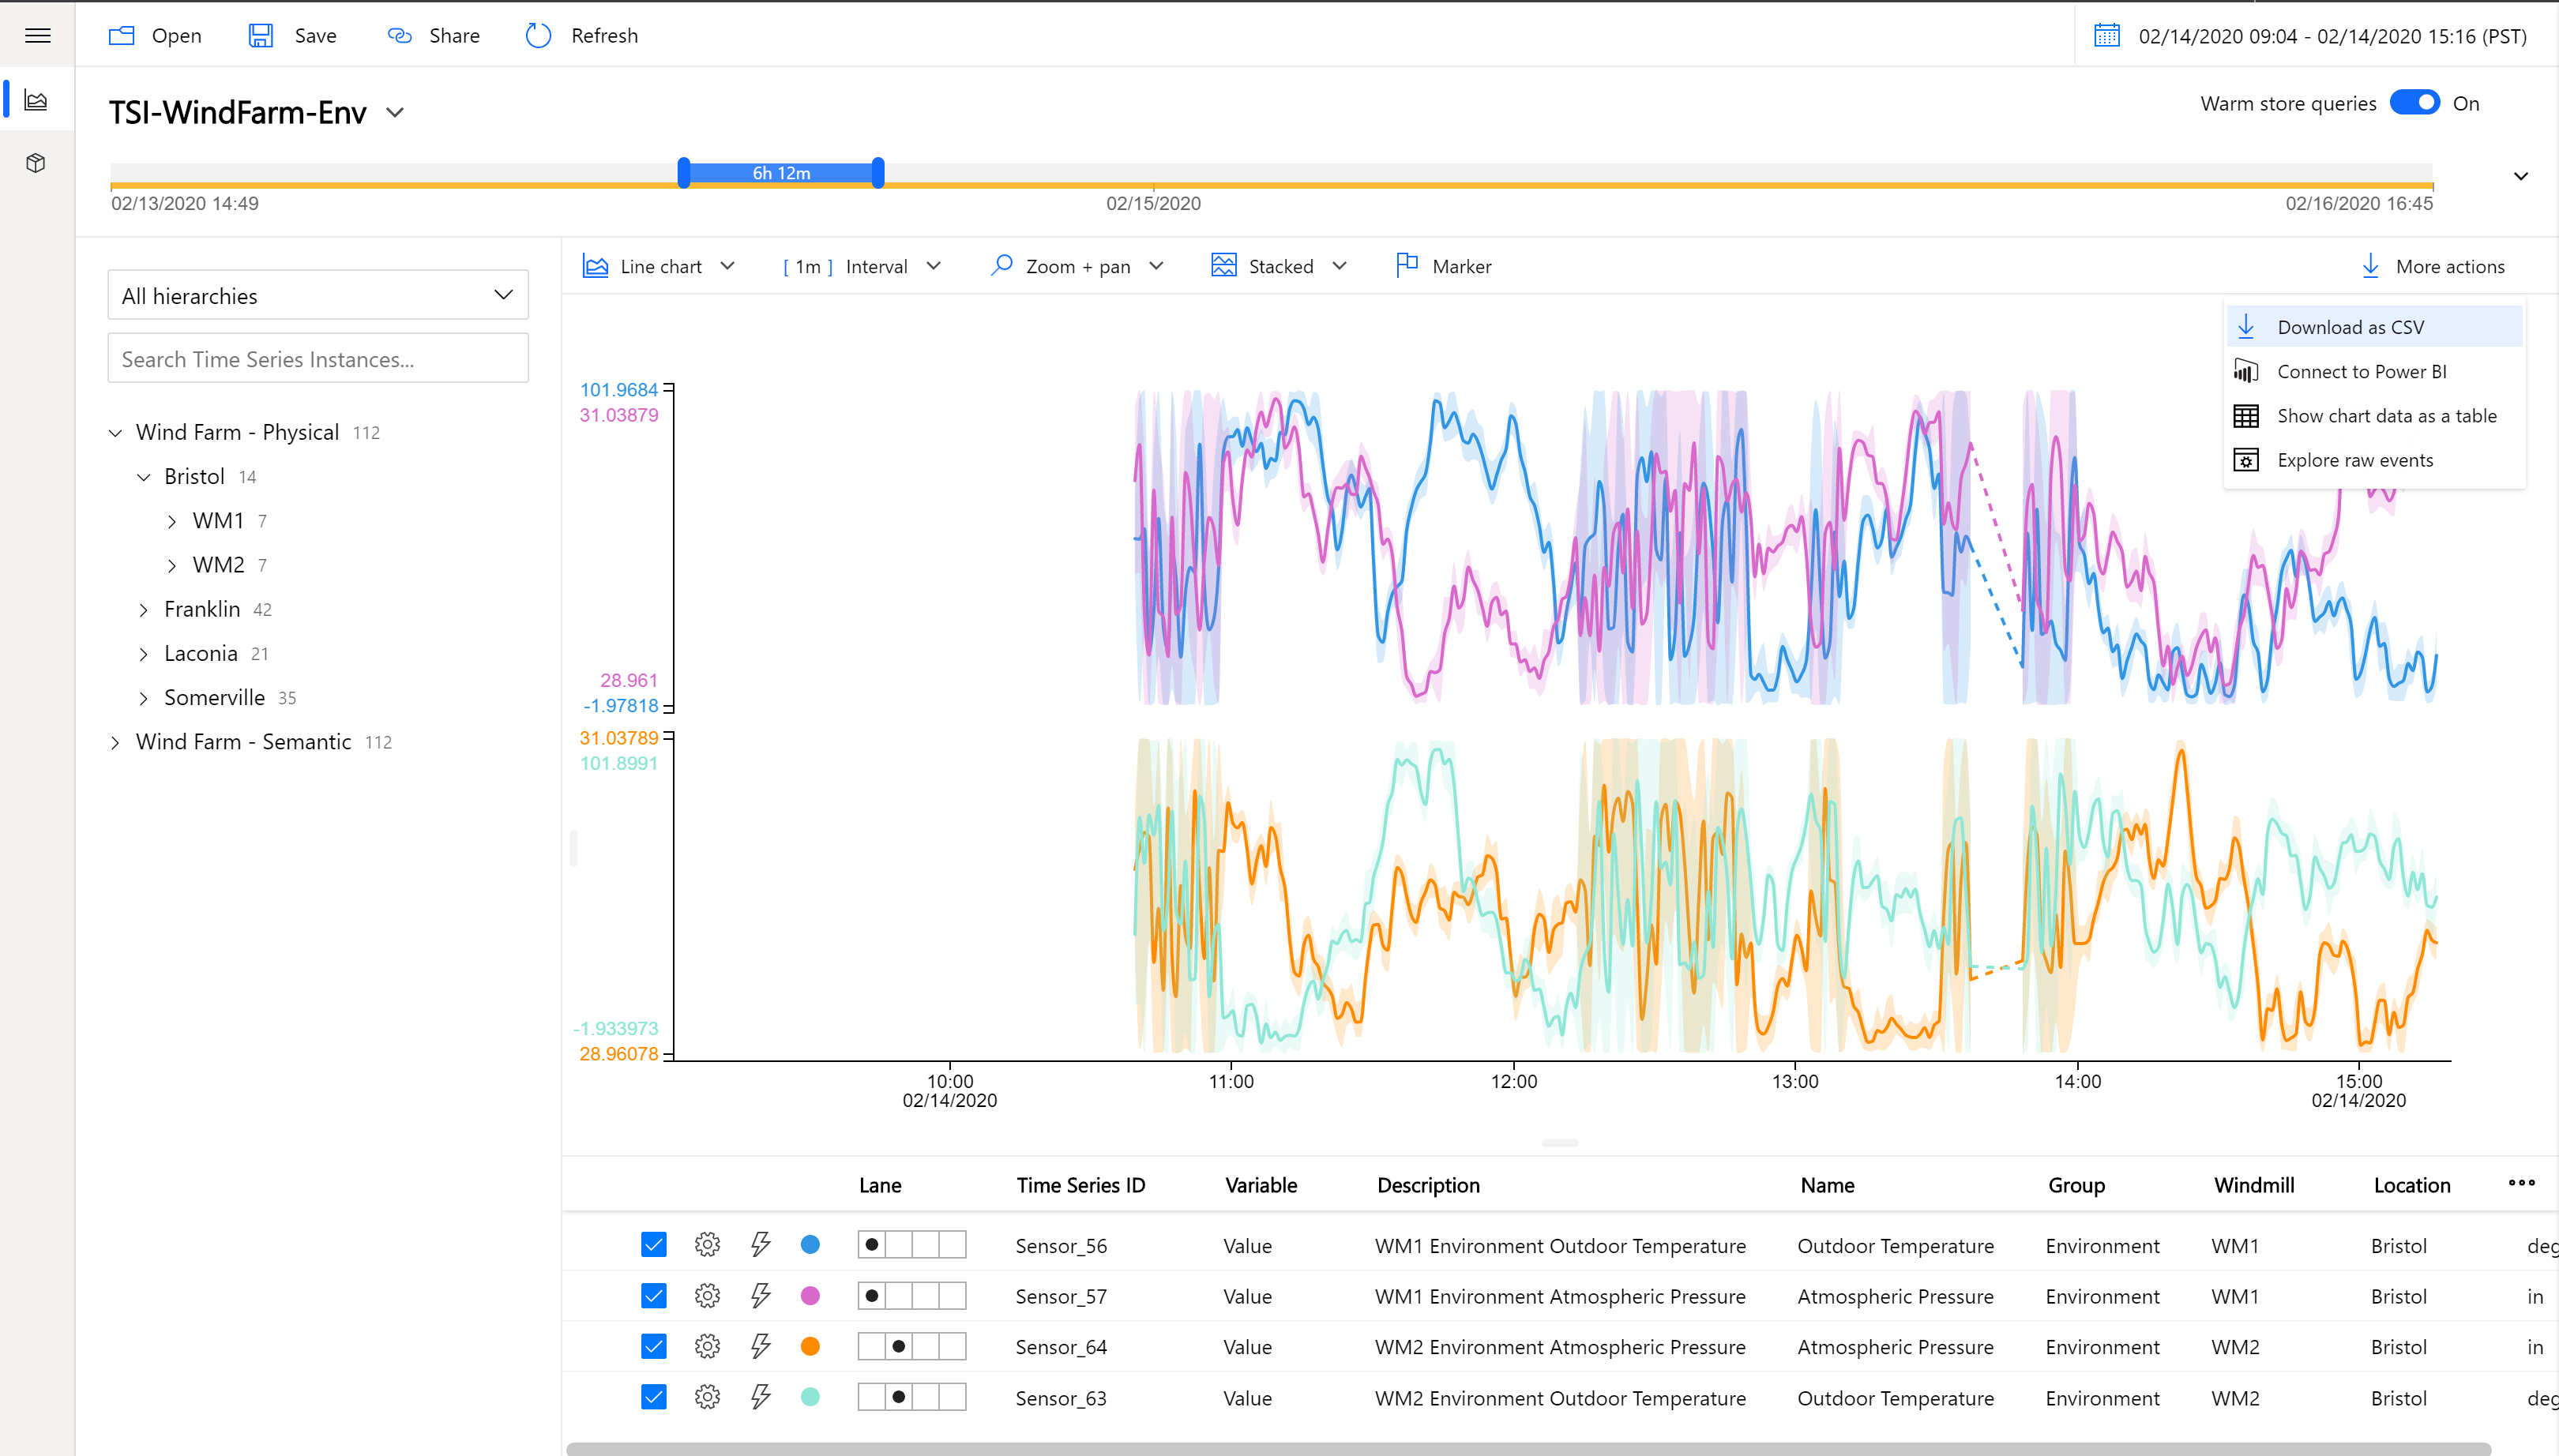 Open Save Share Refresh 02/14/2020 09:04 - 02/14/2020 15:16 (PST)
TSI-WindFarm-Env
Warm store queries On
6h 12m
02/13/2020 14:49 02/15/2020 02/16/2020 16:45
All hierarchies
Search Time Series Instances...
Wind Farm - Physical 112
Bristol 14
WM1 7
WM2 7
Franklin 42
Laconia 21
Somerville 35
Wind Farm - Semantic 112
Line chart [ 1m ] Interval Zoom + pan Stacked Marker More actions
Download as CSV
Connect to Power BI
Show chart data as a table
Explore raw events
101.9684
31.03879
28.961
-1.97818
31.03789
101.8991
-1.933973
28.96078
10:00 11:00 12:00 13:00 14:00 15:00
02/14/2020 02/14/2020
Lane Time Series ID Variable Description Name Group Windmill Location
Sensor_56 Value WM1 Environment Outdoor Temperature Outdoor Temperature Environment WM1 Bristol deg
Sensor_57 Value WM1 Environment Atmospheric Pressure Atmospheric Pressure Environment WM1 Bristol in
Sensor_64 Value WM2 Environment Atmospheric Pressure Atmospheric Pressure Environment WM2 Bristol in
Sensor_63 Value WM2 Environment Outdoor Temperature Outdoor Temperature Environment WM2 Bristol deg